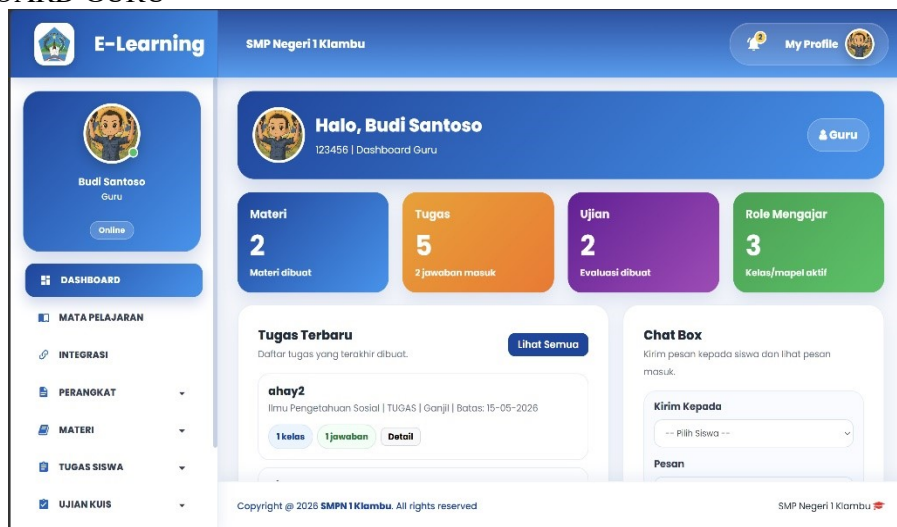 E-Learning
SMP Negeri 1 Klambu
2
My Profile
Budi Santoso
Guru
Online
DASHBOARD
MATA PELAJARAN
INTEGRASI
PERANGKAT
MATERI
TUGAS SISWA
UJIAN KUIS
Halo, Budi Santoso
123456 | Dashboard Guru
Guru
Materi
2
Materi dibuat
Tugas
5
2 jawaban masuk
Ujian
2
Evaluasi dibuat
Role Mengajar
3
Kelas/mapel aktif
Tugas Terbaru
Daftar tugas yang terakhir dibuat.
Lihat Semua
ahay2
Ilmu Pengetahuan Sosial | TUGAS | Ganjil | Batas: 15-05-2026
1 kelas
1 jawaban
Detail
Chat Box
Kirim pesan kepada siswa dan lihat pesan
masuk.
Kirim Kepada
-- Pilih Siswa --
Pesan
Copyright @ 2026 SMPN 1 Klambu. All rights reserved
SMP Negeri 1 Klambu